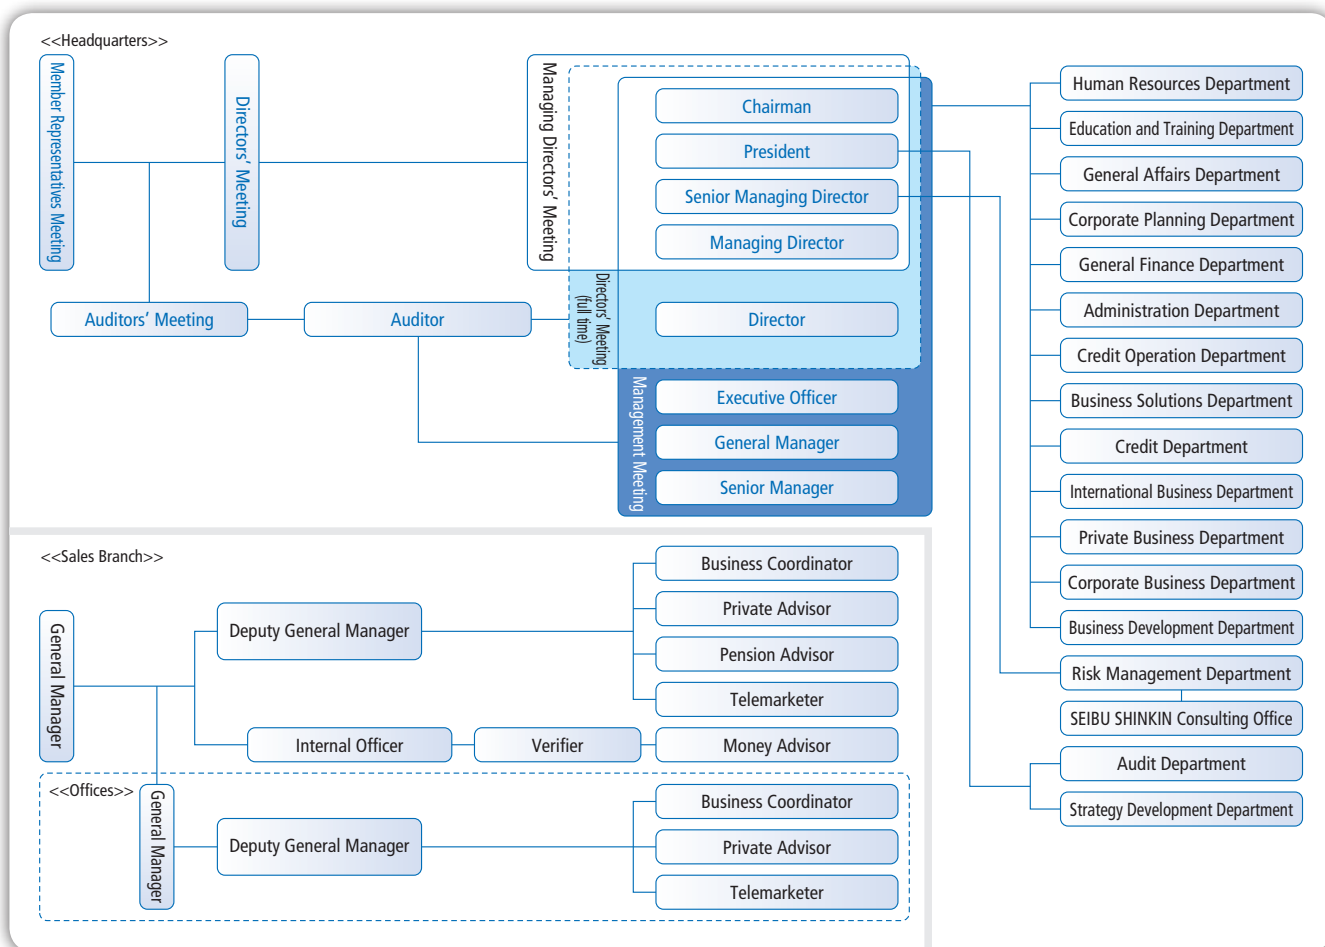 <<Headquarters>>
Member Representatives Meeting
Directors' Meeting
Managing Directors' Meeting
Chairman
President
Senior Managing Director
Managing Director
Directors' Meeting
(full time)
Director
Auditors' Meeting
Auditor
Management Meeting
Executive Officer
General Manager
Senior Manager
Human Resources Department
Education and Training Department
General Affairs Department
Corporate Planning Department
General Finance Department
Administration Department
Credit Operation Department
Business Solutions Department
Credit Department
International Business Department
Private Business Department
Corporate Business Department
Business Development Department
Risk Management Department
SEIBU SHINKIN Consulting Office
Audit Department
Strategy Development Department
<<Sales Branch>>
General Manager
Deputy General Manager
Business Coordinator
Private Advisor
Pension Advisor
Telemarketer
Internal Officer
Verifier
Money Advisor
<<Offices>>
General Manager
Deputy General Manager
Business Coordinator
Private Advisor
Telemarketer